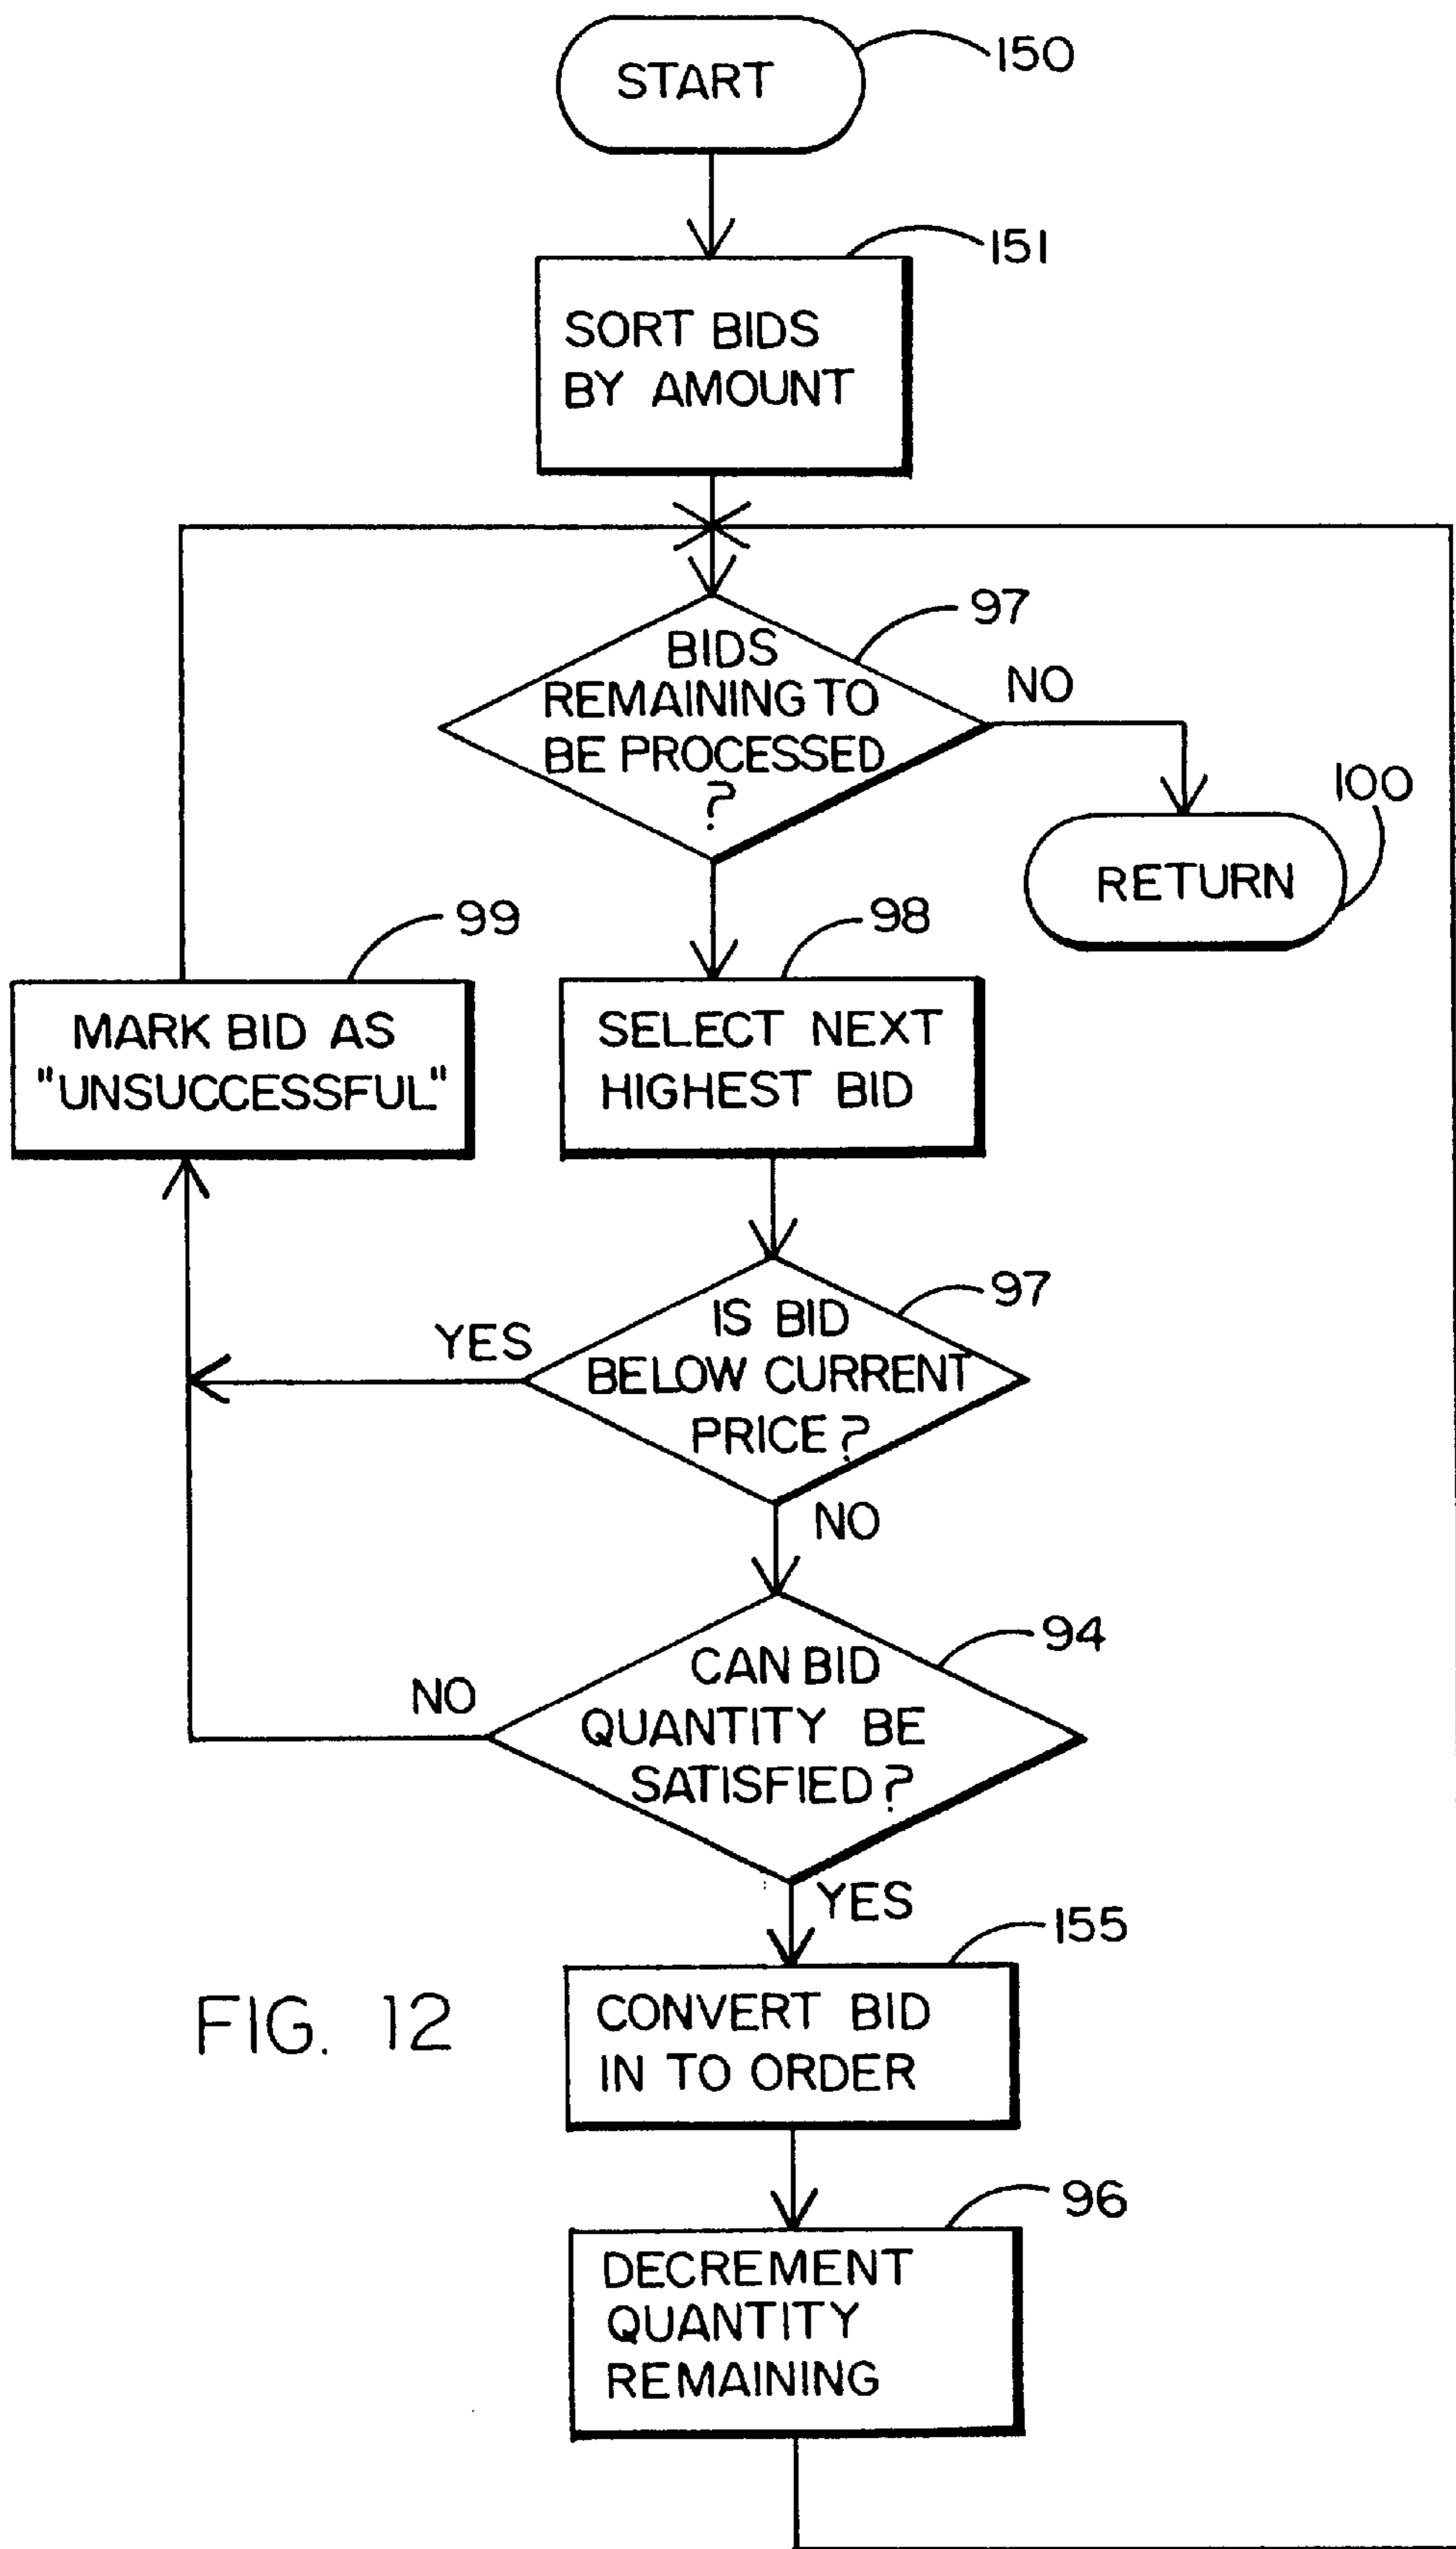 START
150
151
SORT BIDS
BY AMOUNT
97
BIDS
REMAINING TO
BE PROCESSED
?
NO
100
RETURN
99
MARK BID AS
"UNSUCCESSFUL"
98
SELECT NEXT
HIGHEST BID
97
IS BID
BELOW CURRENT
PRICE?
YES
NO
94
CAN BID
QUANTITY BE
SATISFIED?
NO
YES
155
CONVERT BID
IN TO ORDER
FIG. 12
96
DECREMENT
QUANTITY
REMAINING